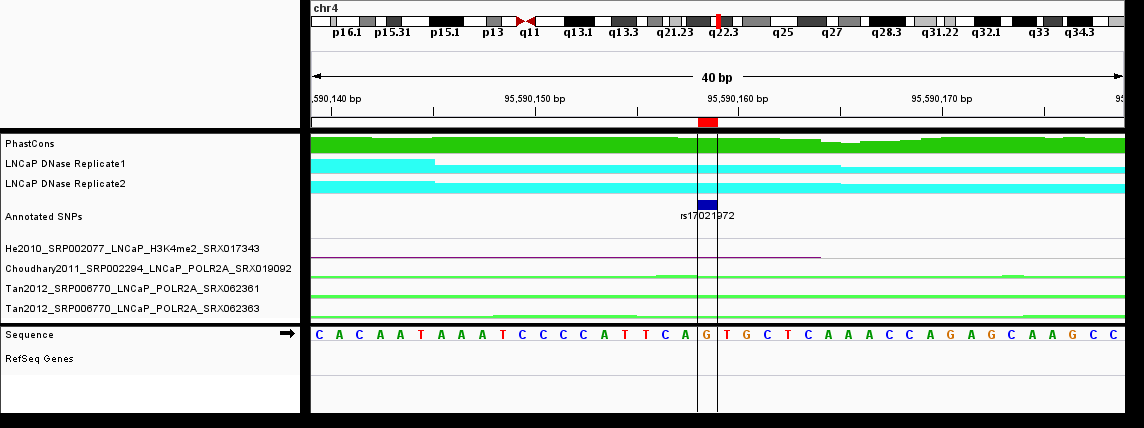 chr4
p16.1 p15.31 p15.1 p13 q11 q13.1 q13.3 q21.23 q22.3 q25 q27 q28.3 q31.22 q32.1 q33 q34.3
40 bp
,590,140 bp 95,590,150 bp 95,590,160 bp 95,590,170 bp 95
PhastCons
LNCaP DNase Replicate1
LNCaP DNase Replicate2
Annotated SNPs
rs17021972
He2010_SRP002077_LNCaP_H3K4me2_SRX017343
Choudhary2011_SRP002294_LNCaP_POLR2A_SRX019092
Tan2012_SRP006770_LNCaP_POLR2A_SRX062361
Tan2012_SRP006770_LNCaP_POLR2A_SRX062363
Sequence C A C A A T A A A T C C C C A T T C A G T G C T C A A A C C A G A G C A A G C C
RefSeq Genes